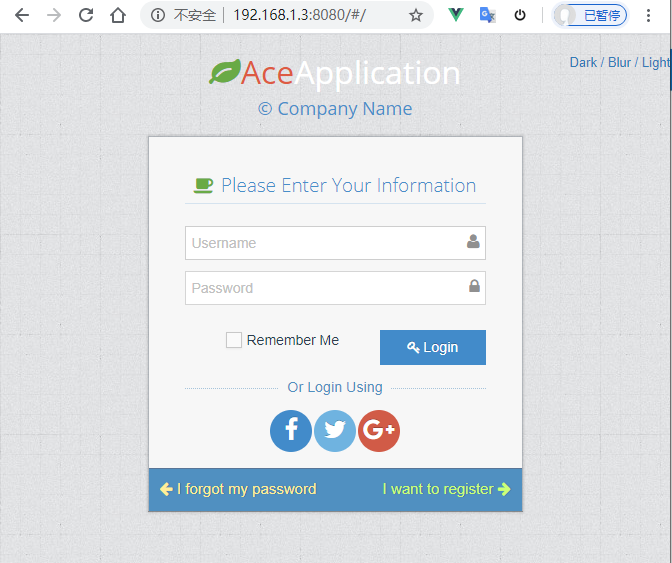 不安全 192.168.1.3:8080/#/ 已暂停
Dark / Blur / Light
AceApplication
© Company Name
Please Enter Your Information
Username
Password
Remember Me Login
Or Login Using
f G+
I forgot my password I want to register